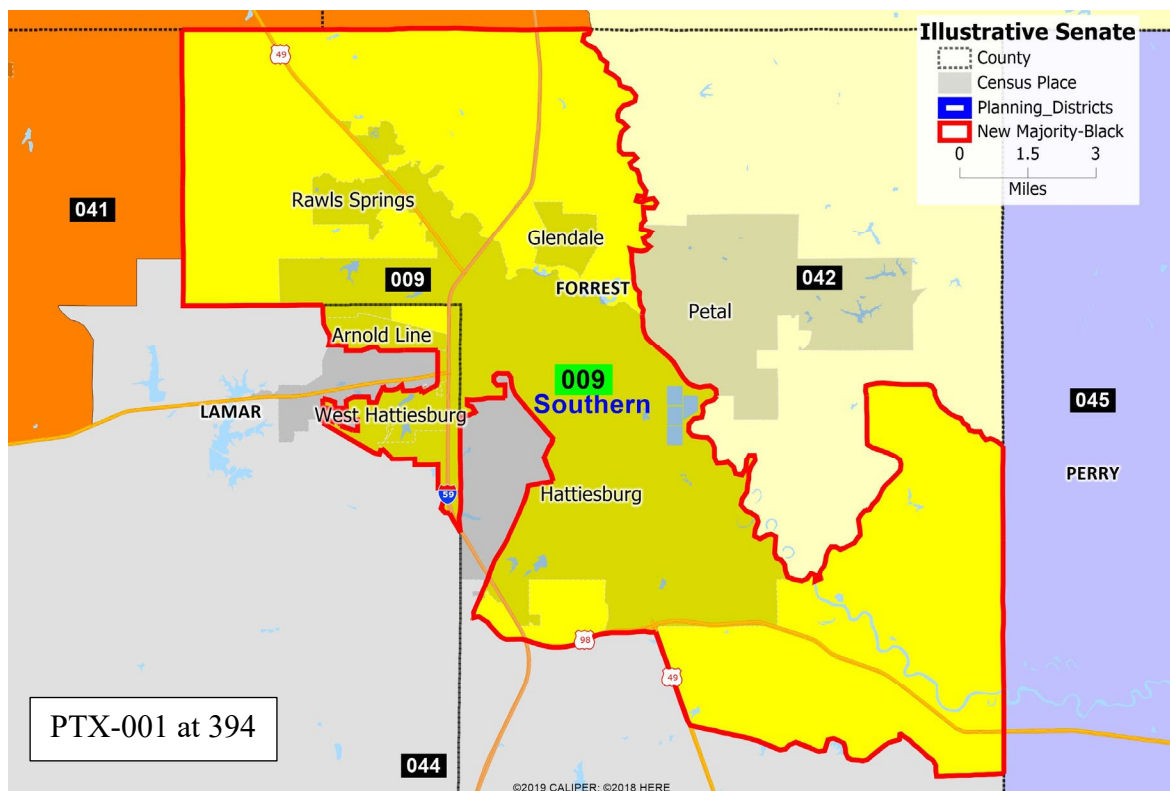 Illustrative Senate
County
Census Place
Planning_Districts
New Majority-Black
0 1.5 3
Miles
49
Rawls Springs
041
Glendale
009
042
FORREST
Petal
Arnold Line
009
Southern
045
LAMAR
West Hattiesburg
PERRY
59
Hattiesburg
98
49
PTX-001 at 394
044
©2019 CALIPER; ©2018 HERE